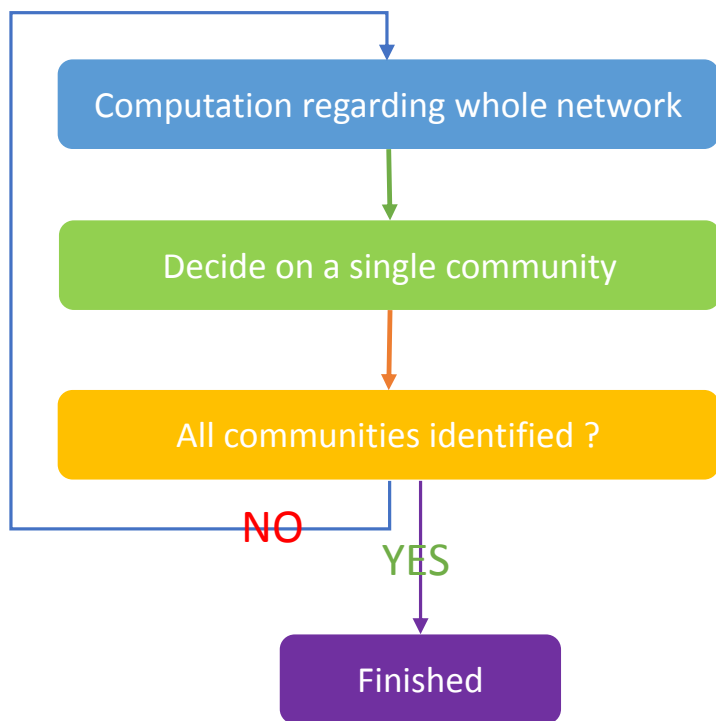 Computation regarding whole network
Decide on a single community
All communities identified ?
NO
YES
Finished